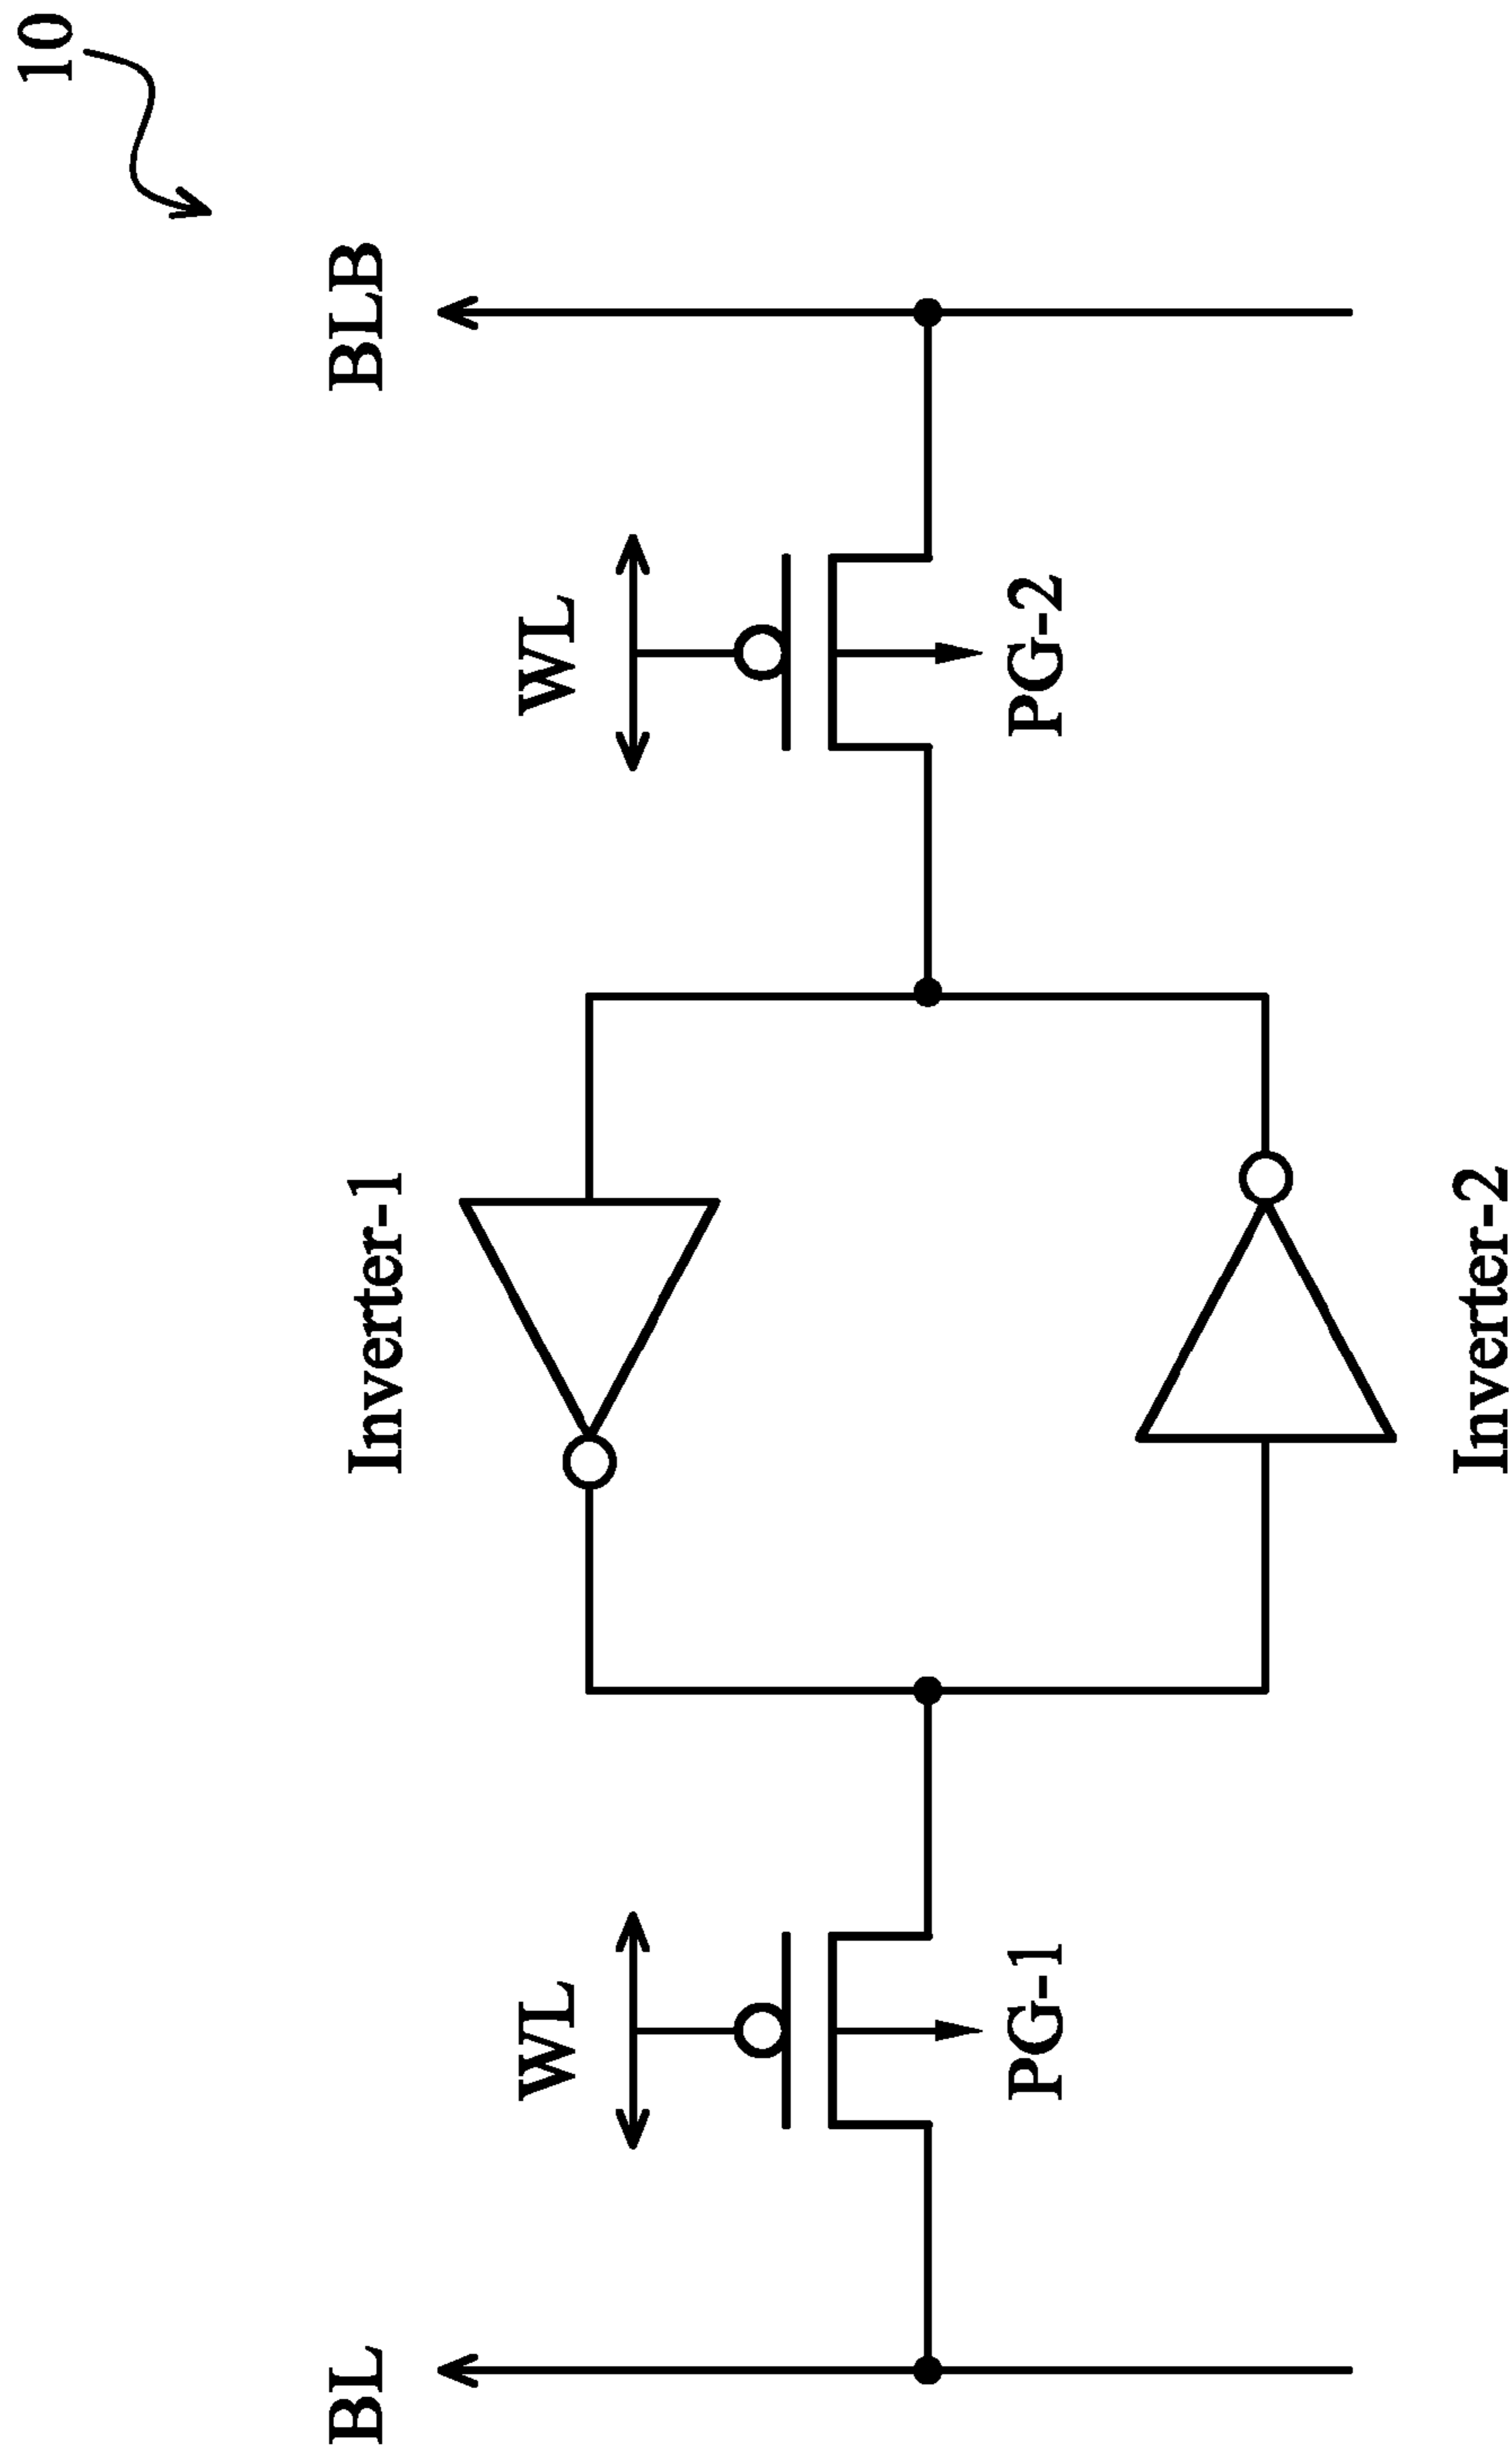 10
BL
BLB
WL
WL
Inverter-1
PG-1
PG-2
Inverter-2